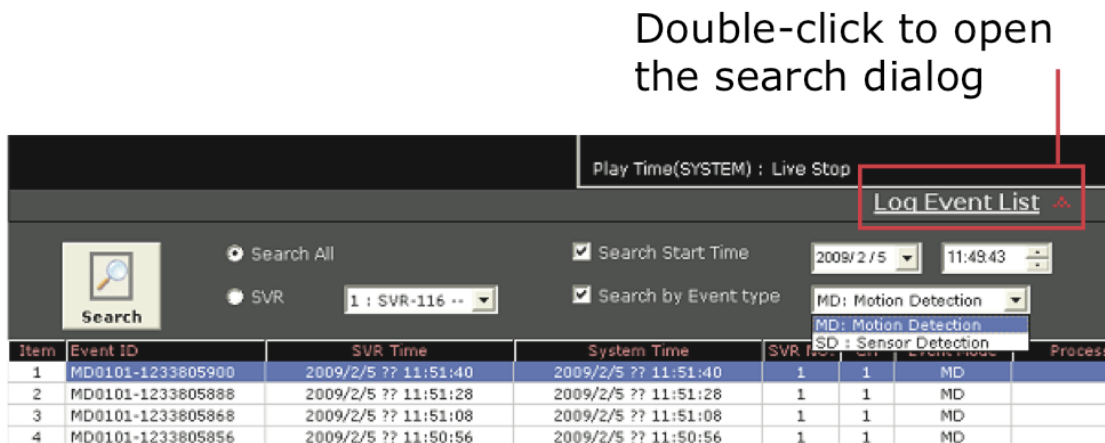 Double-click to open
the search dialog
Play Time(SYSTEM) : Live Stop
Log Event List
Search All
Search Start Time
2009/ 2 / 5
11:49:43
SVR
1 : SVR-116 --
Search by Event type
MD: Motion Detection
Search
MD: Motion Detection
SD : Sensor Detection
Item Event ID SVR Time System Time SVR NO. CH Event Mode Process
1 MD0101-1233805900 2009/2/5 ?? 11:51:40 2009/2/5 ?? 11:51:40 1 1 MD
2 MD0101-1233805888 2009/2/5 ?? 11:51:28 2009/2/5 ?? 11:51:28 1 1 MD
3 MD0101-1233805868 2009/2/5 ?? 11:51:08 2009/2/5 ?? 11:51:08 1 1 MD
4 MD0101-1233805856 2009/2/5 ?? 11:50:56 2009/2/5 ?? 11:50:56 1 1 MD